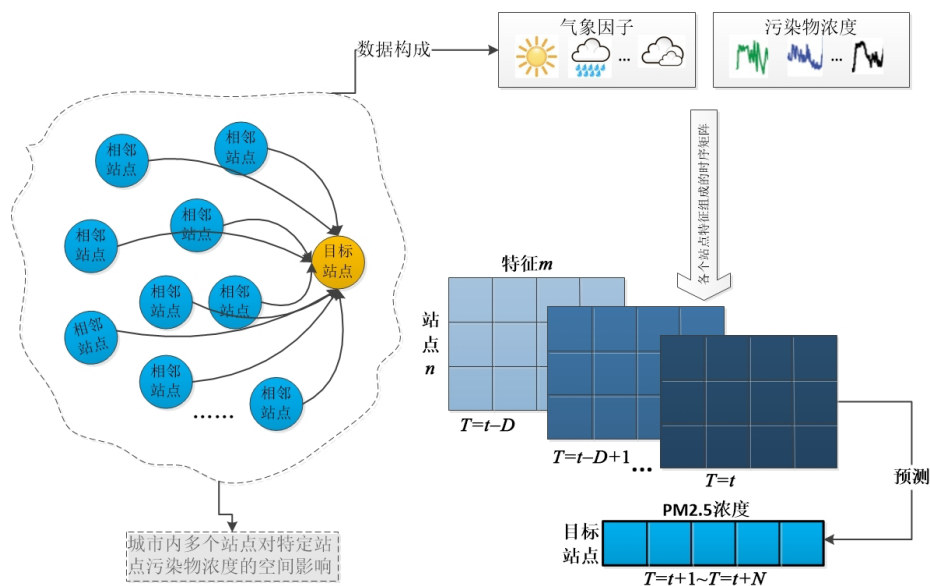 数据构成
气象因子
...
污染物浓度
...
相邻
站点
相邻
站点
相邻
站点
相邻
站点
目标
站点
相邻
站点
相邻
站点
相邻
站点
相邻
站点
相邻
站点
......
城市内多个站点对特定站
点污染物浓度的空间影响
各个站点特征组成的时序矩阵
特征m
站
点
n
T=t–D
T=t–D+1
...
T=t
预测
PM2.5浓度
目标
站点
T=t+1~T=t+N